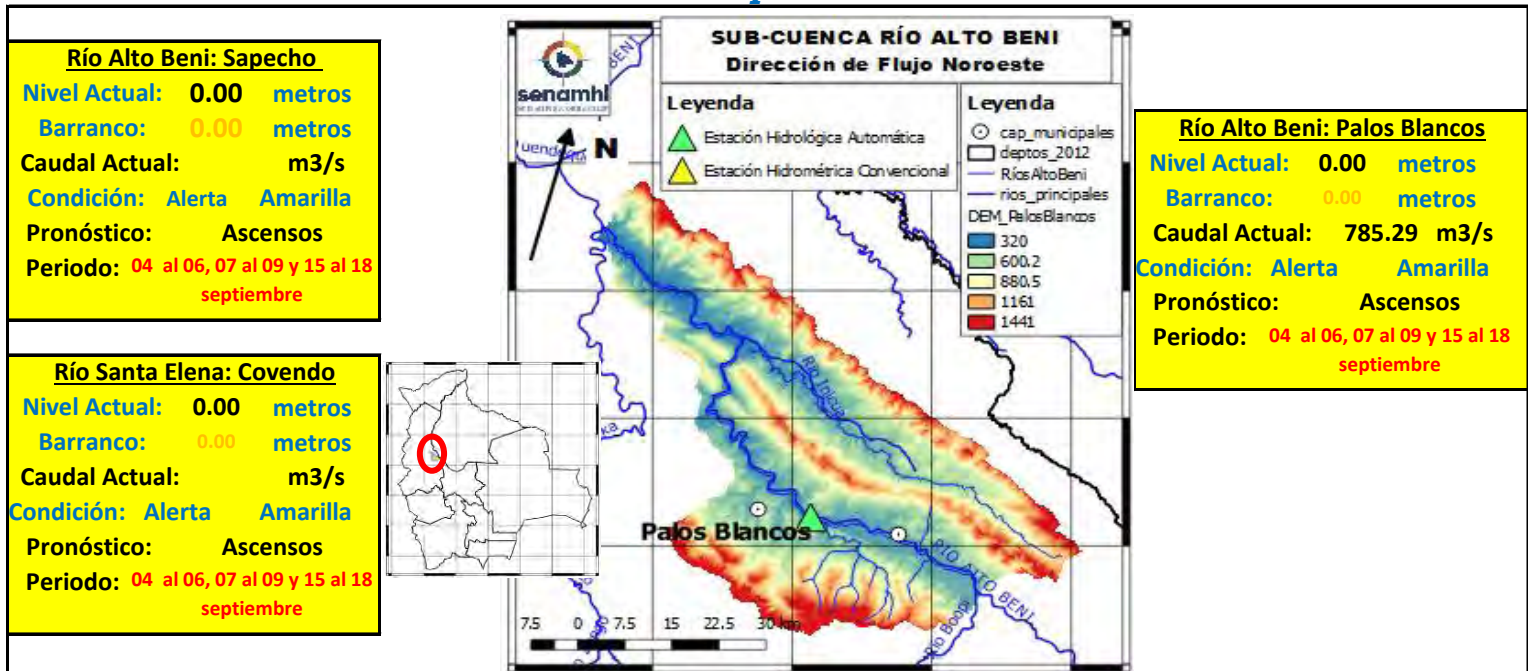 Río Alto Beni: Sapecho
Nivel Actual: 0.00 metros
Barranco: 0.00 metros
Caudal Actual: m3/s
Condición: Alerta Amarilla
Pronóstico: Ascensos
Periodo: 04 al 06, 07 al 09 y 15 al 18
septiembre
Río Santa Elena: Covendo
Nivel Actual: 0.00 metros
Barranco: 0.00 metros
Caudal Actual: m3/s
Condición: Alerta Amarilla
Pronóstico: Ascensos
Periodo: 04 al 06, 07 al 09 y 15 al 18
septiembre
SUB-CUENCA RÍO ALTO BENI
Dirección de Flujo Noroeste
senamhi
BENI
N
Leyenda
Estación Hidrológica Automática
Estación Hidrométrica Convencional
Leyenda
cap_municipales
deptos_2012
RíosAltoBeni
rios_principales
DEM_PalosBlancos
320
600.2
880.5
1161
1441
Palos Blancos
RÍO ALTO BENI
7.5 0 7.5 15 22.5 30 km
Río Alto Beni: Palos Blancos
Nivel Actual: 0.00 metros
Barranco: 0.00 metros
Caudal Actual: 785.29 m3/s
Condición: Alerta Amarilla
Pronóstico: Ascensos
Periodo: 04 al 06, 07 al 09 y 15 al 18
septiembre